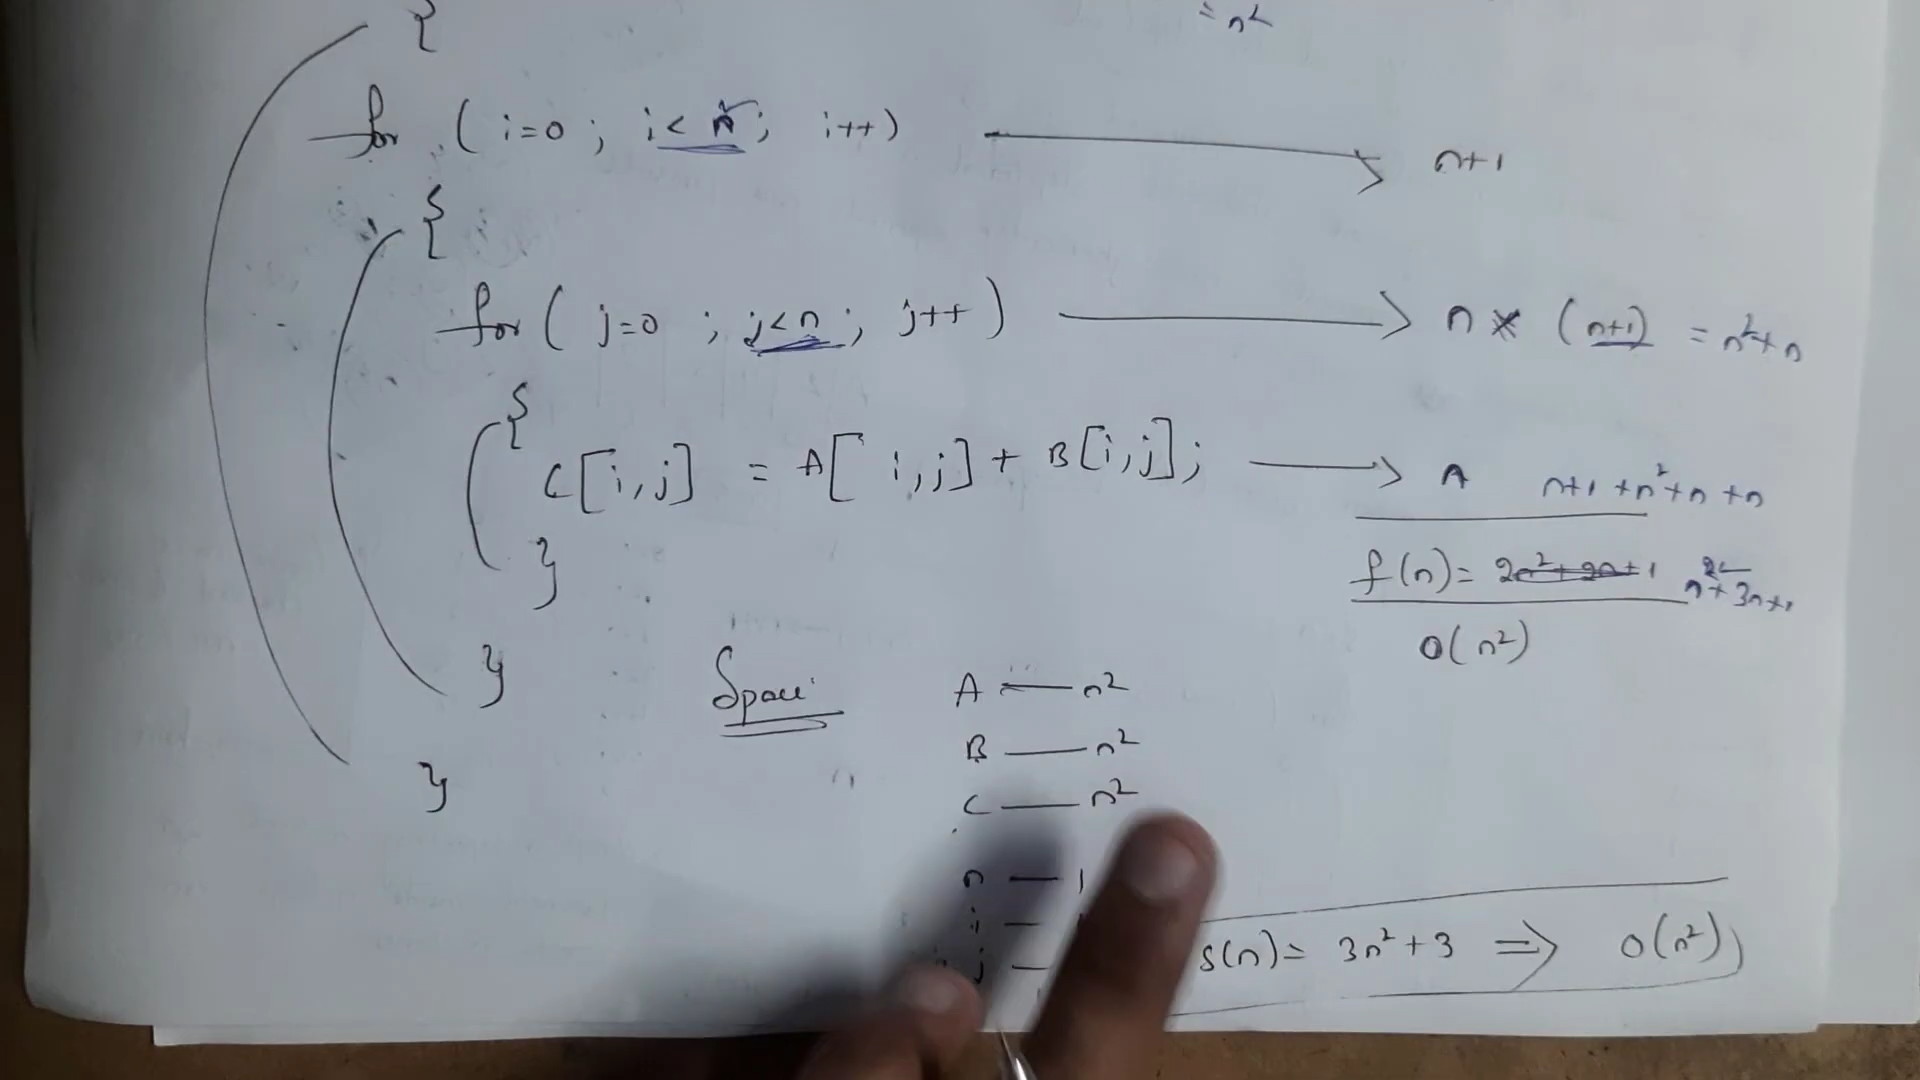 {
= n²
for ( i=0 ; i< n ; i++) → n+1
{
for ( j=0 ; j<n ; j++ ) → n * (n+1) = n²+n
{
C[i,j] = A[ i,j] + B[i,j]; → n n+1 +n²+n +n
}
f(n)= 2n²+2n+1 n²+3n+1
O(n²)
}
Space
A — n²
B — n²
}
C — n²
n — 1
i —
j —
S(n)= 3n²+3 ⇒ O(n²)